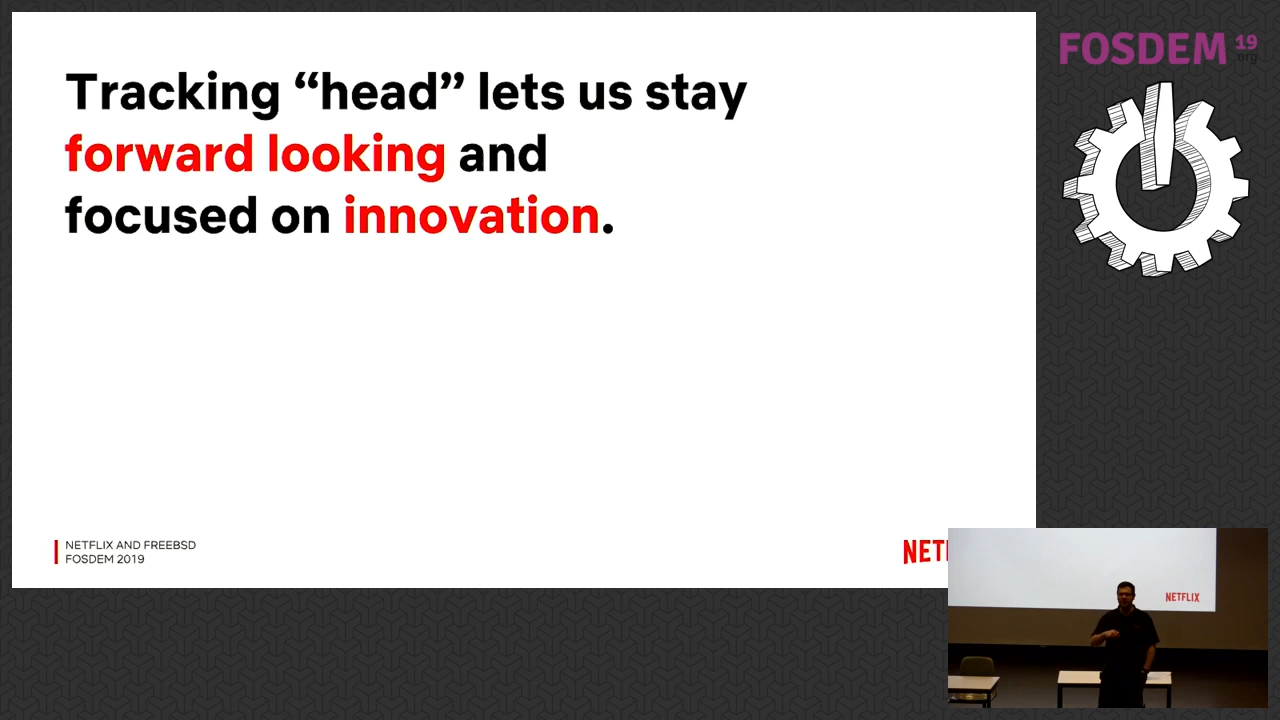 Tracking “head” lets us stay
forward looking and
focused on innovation.
NETFLIX AND FREEBSD
FOSDEM 2019
NETF
FOSDEM 19
.org
NETFLIX